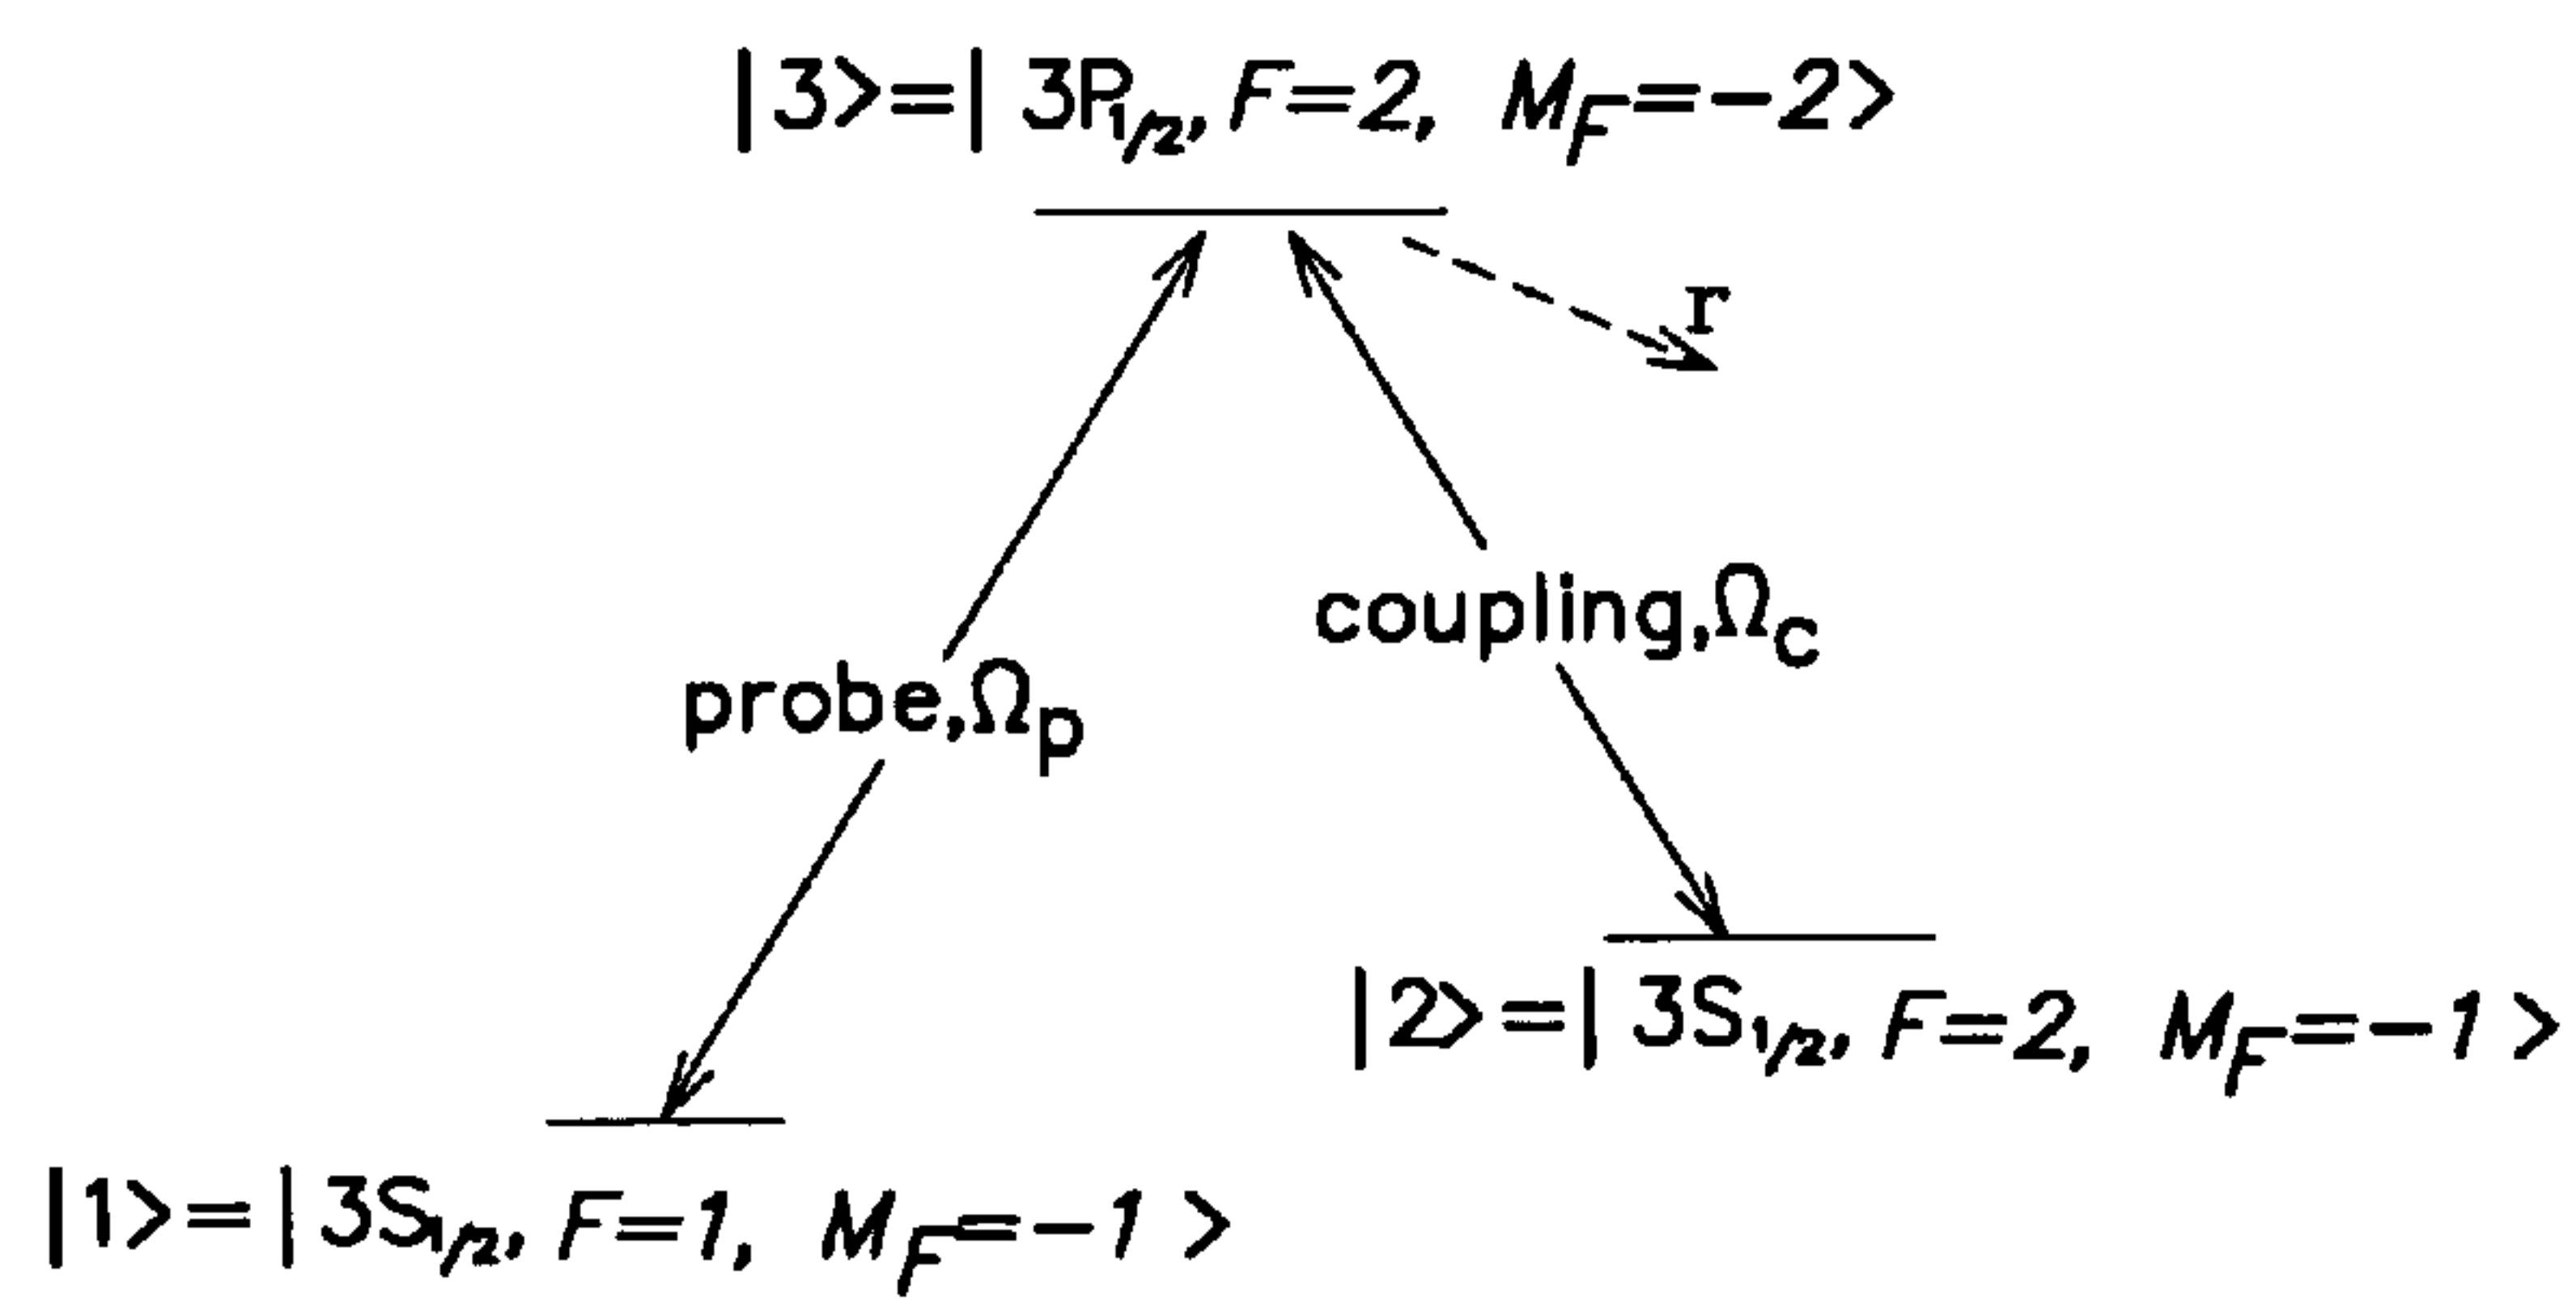 |3>=| 3P1/2, F=2, MF=-2>
r
coupling,Ωc
probe,Ωp
|2>=| 3S1/2, F=2, MF=-1 >
|1>=| 3S1/2, F=1, MF=-1 >